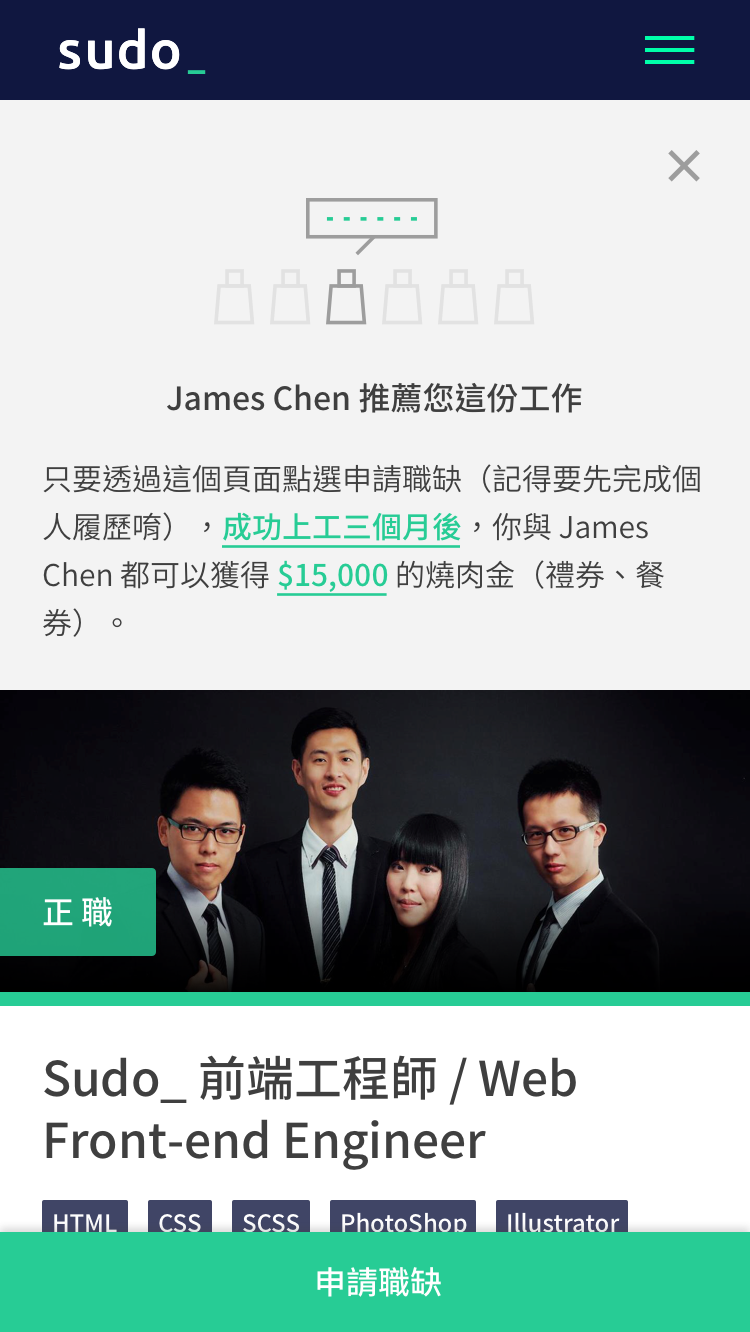 sudo_
James Chen 推薦您這份工作
只要透過這個頁面點選申請職缺（記得要先完成個
人履歷唷），成功上工三個月後，你與 James
Chen 都可以獲得 $15,000 的燒肉金（禮券、餐
券）。
正職
Sudo_ 前端工程師 / Web
Front-end Engineer
HTML CSS SCSS PhotoShop Illustrator
申請職缺